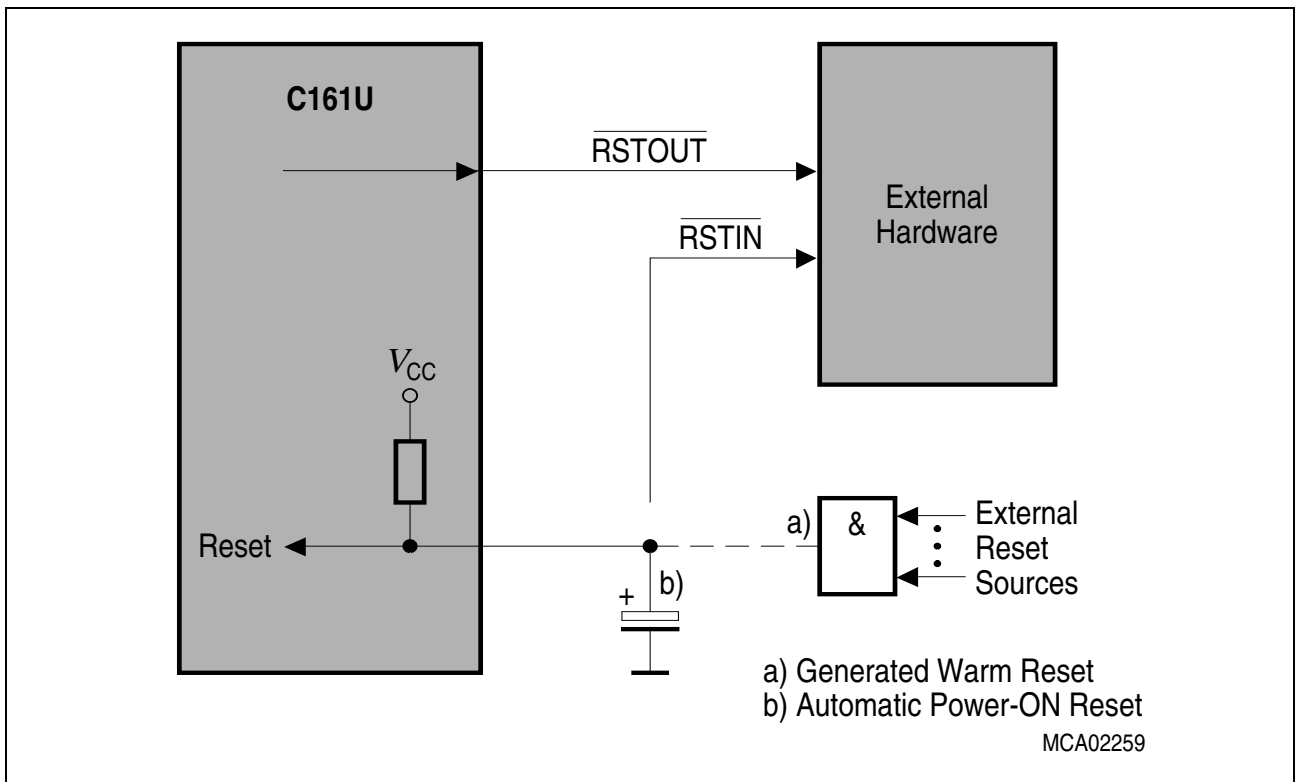 C161U
RSTOUT
External
Hardware
RSTIN
VCC
Reset
a)
&
External
Reset
Sources
b)
+
a) Generated Warm Reset
b) Automatic Power-ON Reset
MCA02259